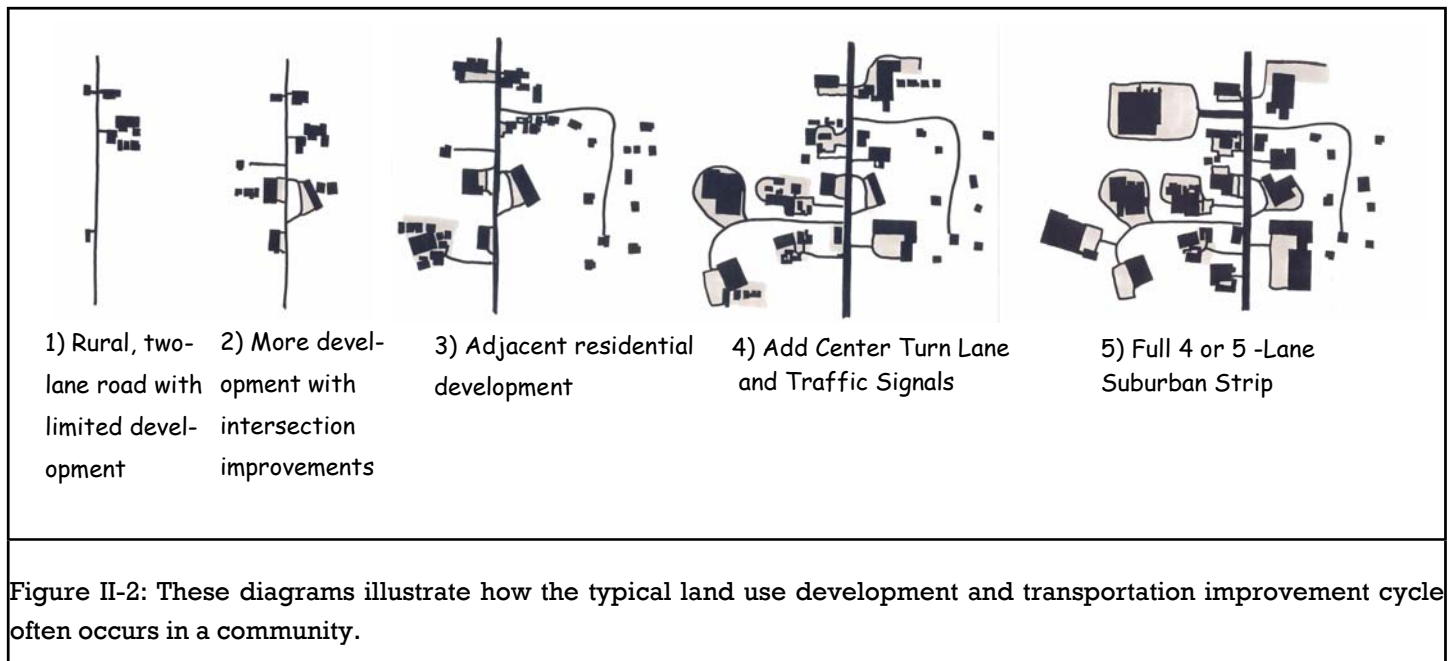 1) Rural, two-
lane road with
limited devel-
opment
2) More devel-
opment with
intersection
improvements
3) Adjacent residential
development
4) Add Center Turn Lane
and Traffic Signals
5) Full 4 or 5 -Lane
Suburban Strip
Figure II-2: These diagrams illustrate how the typical land use development and transportation improvement cycle
often occurs in a community.